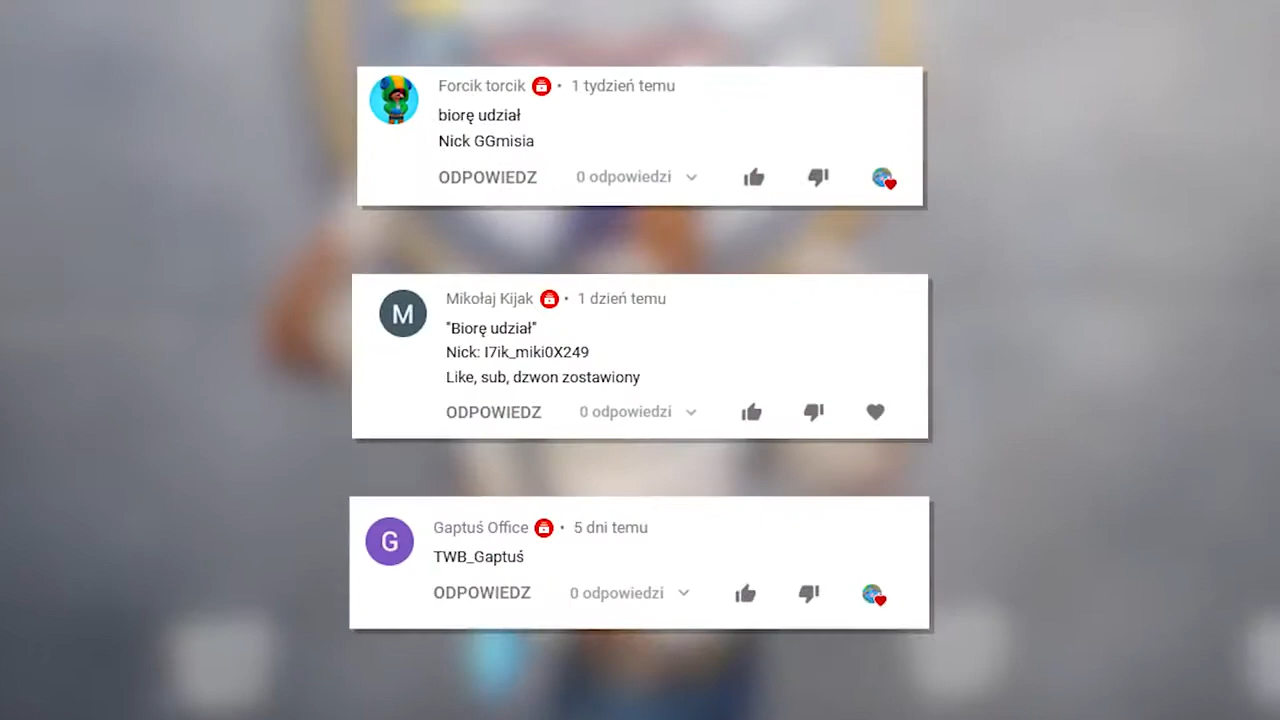 Forcik torcik • 1 tydzień temu
biorę udział
Nick GGmisia
ODPOWIEDZ 0 odpowiedzi
M
Mikołaj Kijak • 1 dzień temu
"Biorę udział"
Nick: I7ik_miki0X249
Like, sub, dzwon zostawiony
ODPOWIEDZ 0 odpowiedzi
G
Gaptuś Office • 5 dni temu
TWB_Gaptuś
ODPOWIEDZ 0 odpowiedzi